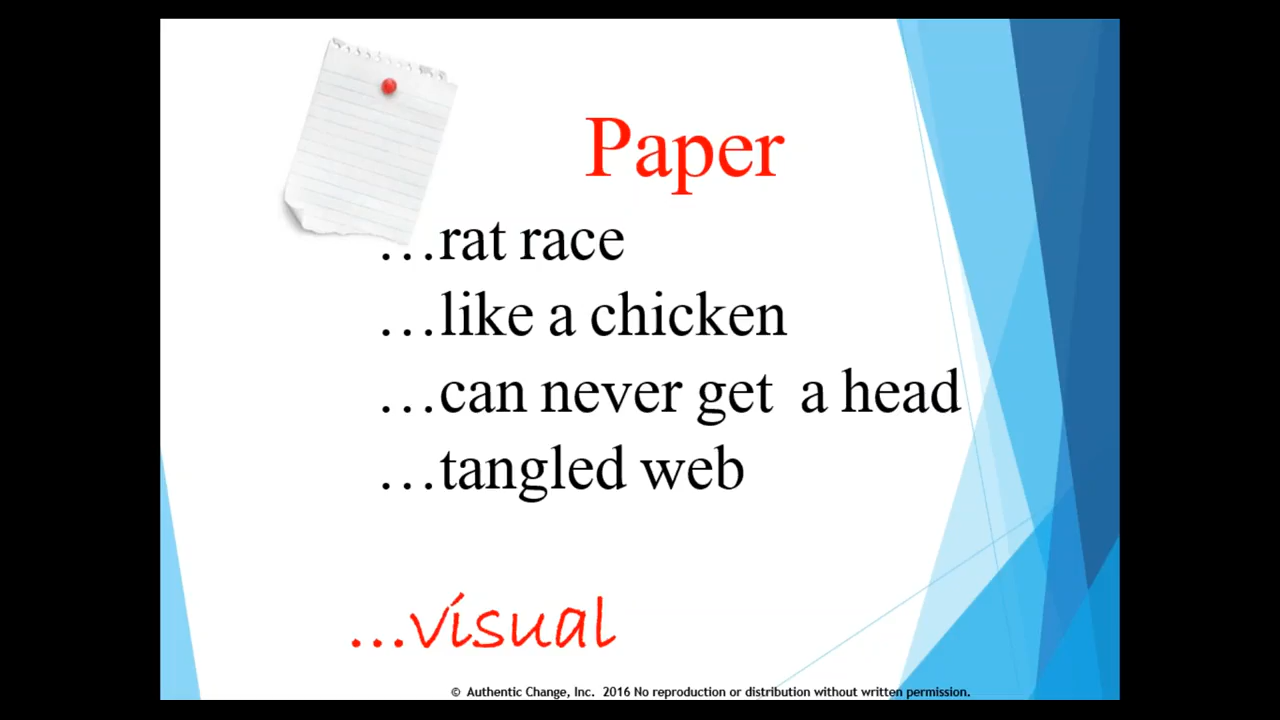 Paper
…rat race
…like a chicken
…can never get  a head
…tangled web
…visual
© Authentic Change, Inc.  2016 No reproduction or distribution without written permission.